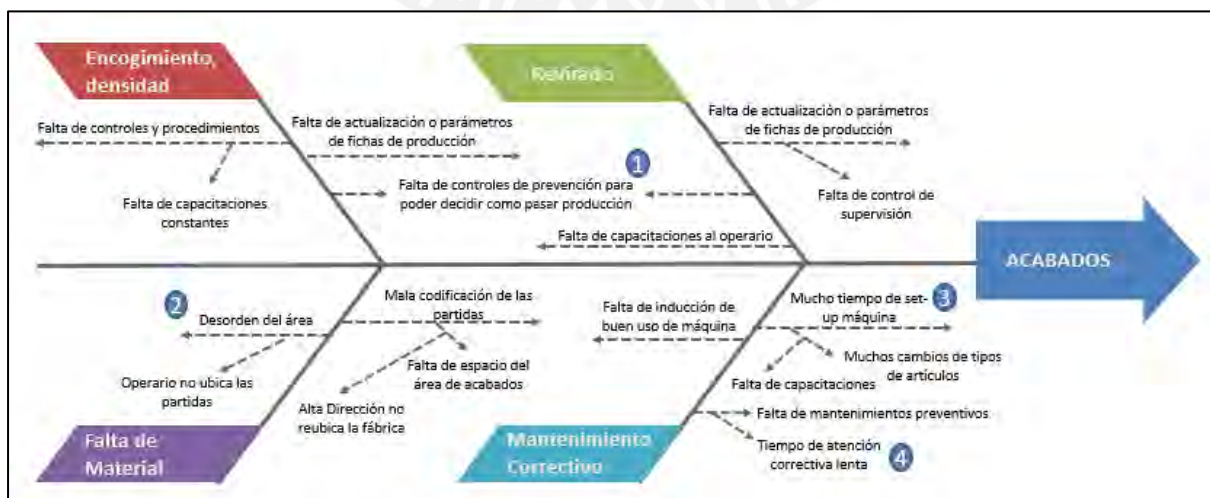 Encogimiento,
densidad
Revirado
Falta de controles y procedimientos
Falta de capacitaciones
constantes
Falta de actualización o parámetros
de fichas de producción
1
Falta de controles de prevención para
poder decidir como pasar producción
Falta de capacitaciones al operario
Falta de actualización o parámetros
de fichas de producción
Falta de control de
supervisión
ACABADOS
2
Desorden del área
Operario no ubica las
partidas
Mala codificación de las
partidas
Falta de espacio del
área de acabados
Alta Dirección no
reubica la fábrica
Falta de inducción de
buen uso de máquina
Mucho tiempo de set-
up máquina
3
Muchos cambios de tipos
de artículos
Falta de capacitaciones
Falta de mantenimientos preventivos
Tiempo de atención
correctiva lenta
4
Falta de
Material
Mantenimiento
Correctivo